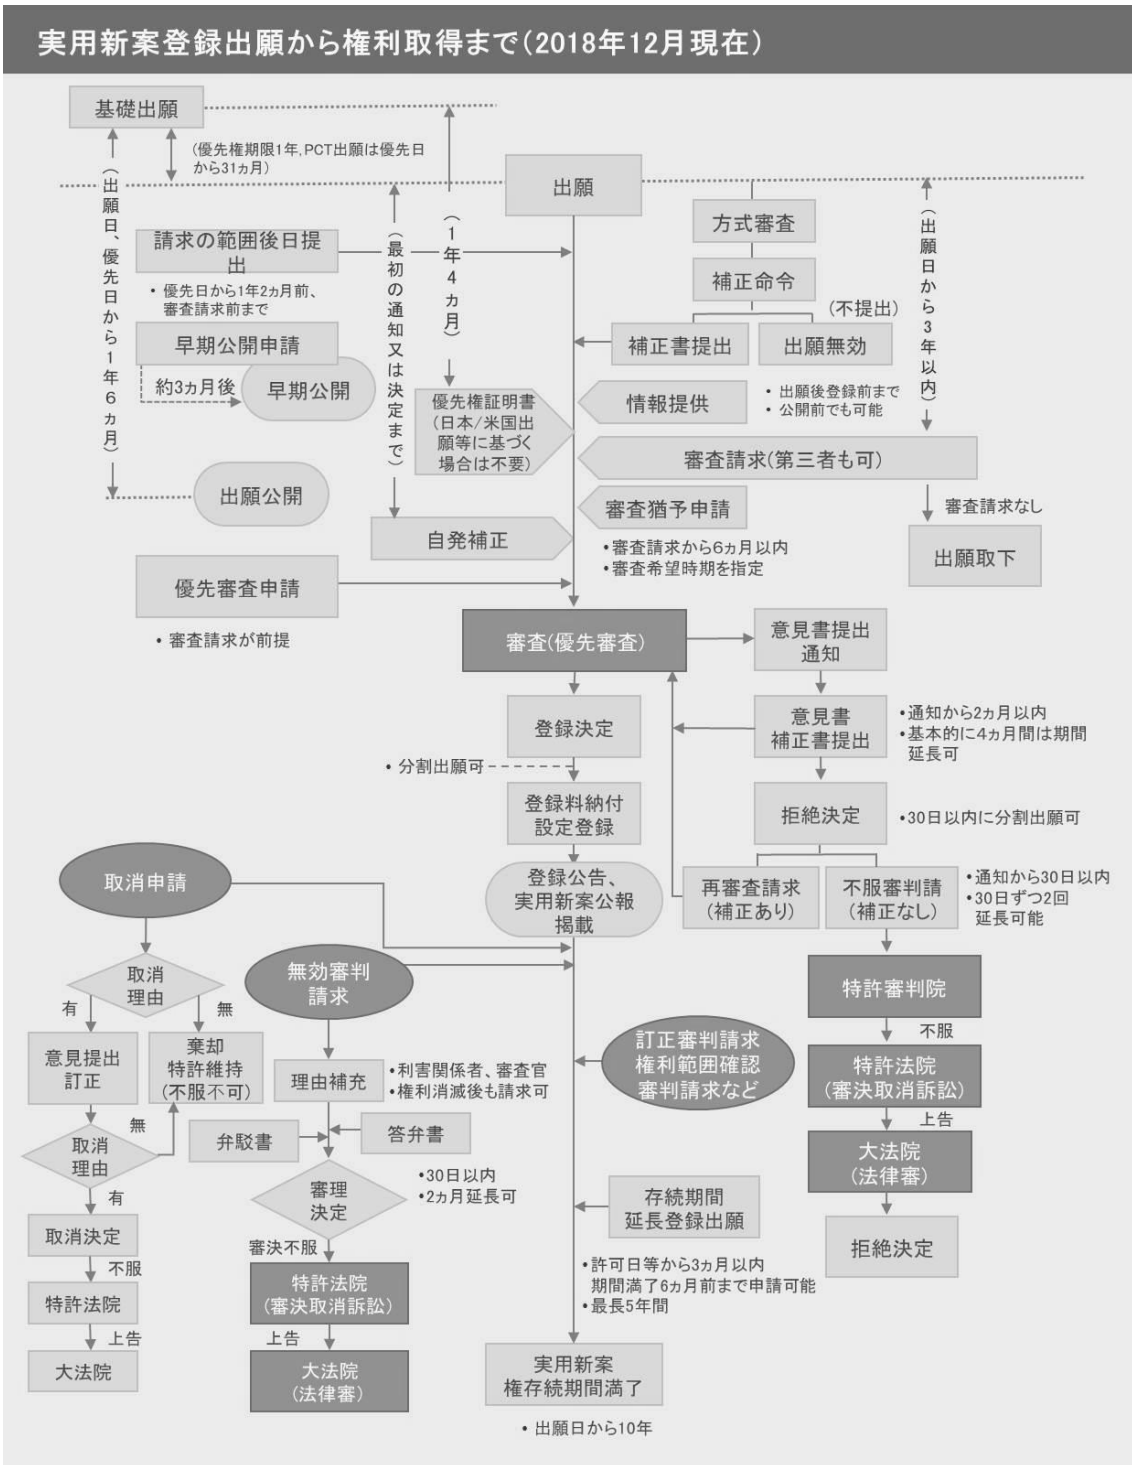 実用新案登録出願から権利取得まで(2018年12月現在)
基礎出願
(優先権期限1年,PCT出願は優先日
から31ヵ月)
(出願日、優先日から1年6ヵ月)
出願
(1年4ヵ月)
(最初の通知又は決定まで)
(出願日から3年以内)
方式審査
請求の範囲後日提
出
• 優先日から1年2ヵ月前、
審査請求前まで
補正命令
(不提出)
早期公開申請
補正書提出
出願無効
約3ヵ月後
早期公開
優先権証明書
(日本/米国出
願等に基づく
場合は不要)
情報提供
• 出願後登録前まで
• 公開前でも可能
審査請求(第三者も可)
出願公開
審査猶予申請
審査請求なし
自発補正
•審査請求から6ヵ月以内
•審査希望時期を指定
出願取下
優先審査申請
• 審査請求が前提
審査(優先審査)
意見書提出
通知
登録決定
意見書
補正書提出
•通知から2ヵ月以内
•基本的に4ヵ月間は期間
延長可
• 分割出願可
登録料納付
設定登録
拒絶決定
•30日以内に分割出願可
取消申請
登録公告、
実用新案公報
掲載
再審査請求
(補正あり)
不服審判請
(補正なし)
•通知から30日以内
•30日ずつ2回
延長可能
取消
理由
無効審判
請求
特許審判院
有
無
不服
意見提出
訂正
棄却
特許維持
(不服不可)
理由補充
•利害関係者、審査官
•権利消滅後も請求可
訂正審判請求
権利範囲確認
審判請求など
特許法院
(審決取消訴訟)
上告
無
取消
理由
弁駁書
答弁書
大法院
(法律審)
有
審理
決定
•30日以内
•2ヵ月延長可
存続期間
延長登録出願
取消決定
審決不服
拒絶決定
不服
特許法院
特許法院
(審決取消訴訟)
•許可日等から3ヵ月以内
期間満了6ヵ月前まで申請可能
•最長5年間
上告
上告
大法院
大法院
(法律審)
実用新案
権存続期間満了
• 出願日から10年